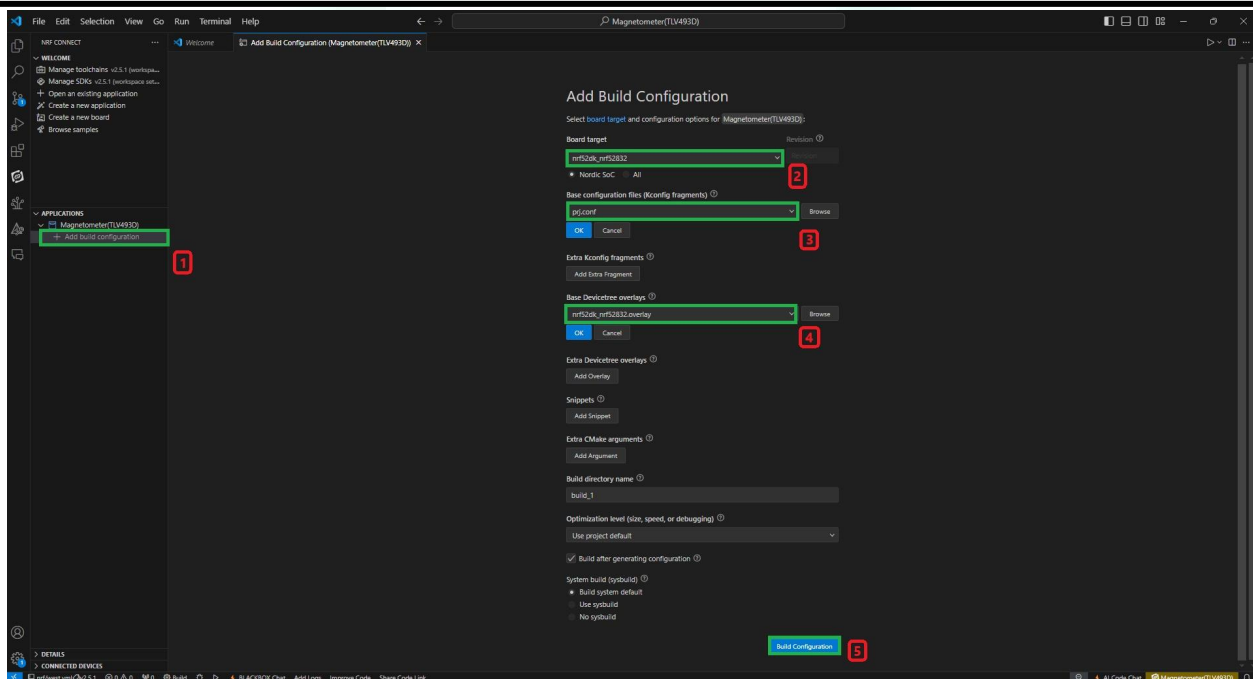 File Edit Selection View Go Run Terminal Help
Magnetometer(TLV493D)
NRF CONNECT
Welcome
Add Build Configuration (Magnetometer(TLV493D))
WELCOME
Manage toolchains v2.5.1 (workspa...
Manage SDKs v2.5.1 (workspace set...
Open an existing application
Create a new application
Create a new board
Browse samples
APPLICATIONS
Magnetometer(TLV493D)
Add build configuration
1
Add Build Configuration
Select board target and configuration options for Magnetometer(TLV493D):
Board target Revision
nrf52dk_nrf52832 Revision
Nordic SoC All
2
Base configuration files (Kconfig fragments)
prj.conf Browse
OK Cancel
3
Extra Kconfig fragments
Add Extra Fragment
Base Devicetree overlays
nrf52dk_nrf52832.overlay Browse
OK Cancel
4
Extra Devicetree overlays
Add Overlay
Snippets
Add Snippet
Extra CMake arguments
Add Argument
Build directory name
build_1
Optimization level (size, speed, or debugging)
Use project default
Build after generating configuration
System build (sysbuild)
Build system default
Use sysbuild
No sysbuild
Build Configuration
5
DETAILS
CONNECTED DEVICES
Build BLACKBOX Chat Add Logs Improve Code Share Code Link AI Code Chat Magnetometer(TLV493D)